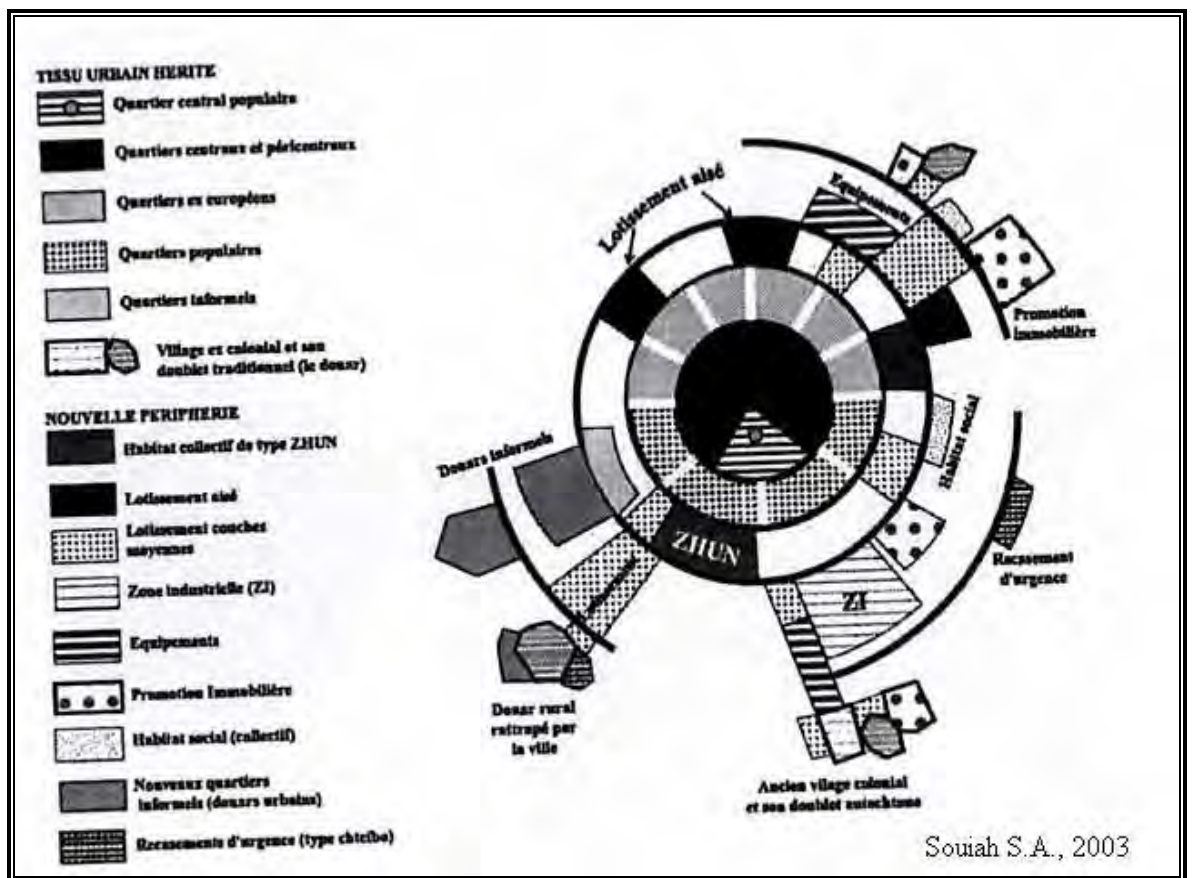 TISSU URBAIN HERITE
Quartier central populaire
Quartiers centraux et péricentraux
Quartiers ex européens
Quartiers populaires
Quartiers informels
Village ex colonial et son
doublet traditionnel (le douar)
NOUVELLE PERIPHERIE
Habitat collectif de type ZHUN
Lotissement aisé
Lotissement couches
moyennes
Zone industrielle (ZI)
Equipements
Promotion Immobilière
Habitat social (collectif)
Nouveaux quartiers
informels (douars urbains)
Recasements d'urgence (type chteibo)
Lotissement aisé
Equipements
Promotion
immobilière
Habitat social
Recasement
d'urgence
Douars informels
ZHUN
ZI
Douar rural
rattrapé par
la ville
Ancien vilage colonial
et son doublet autochtone
Souiah S.A., 2003